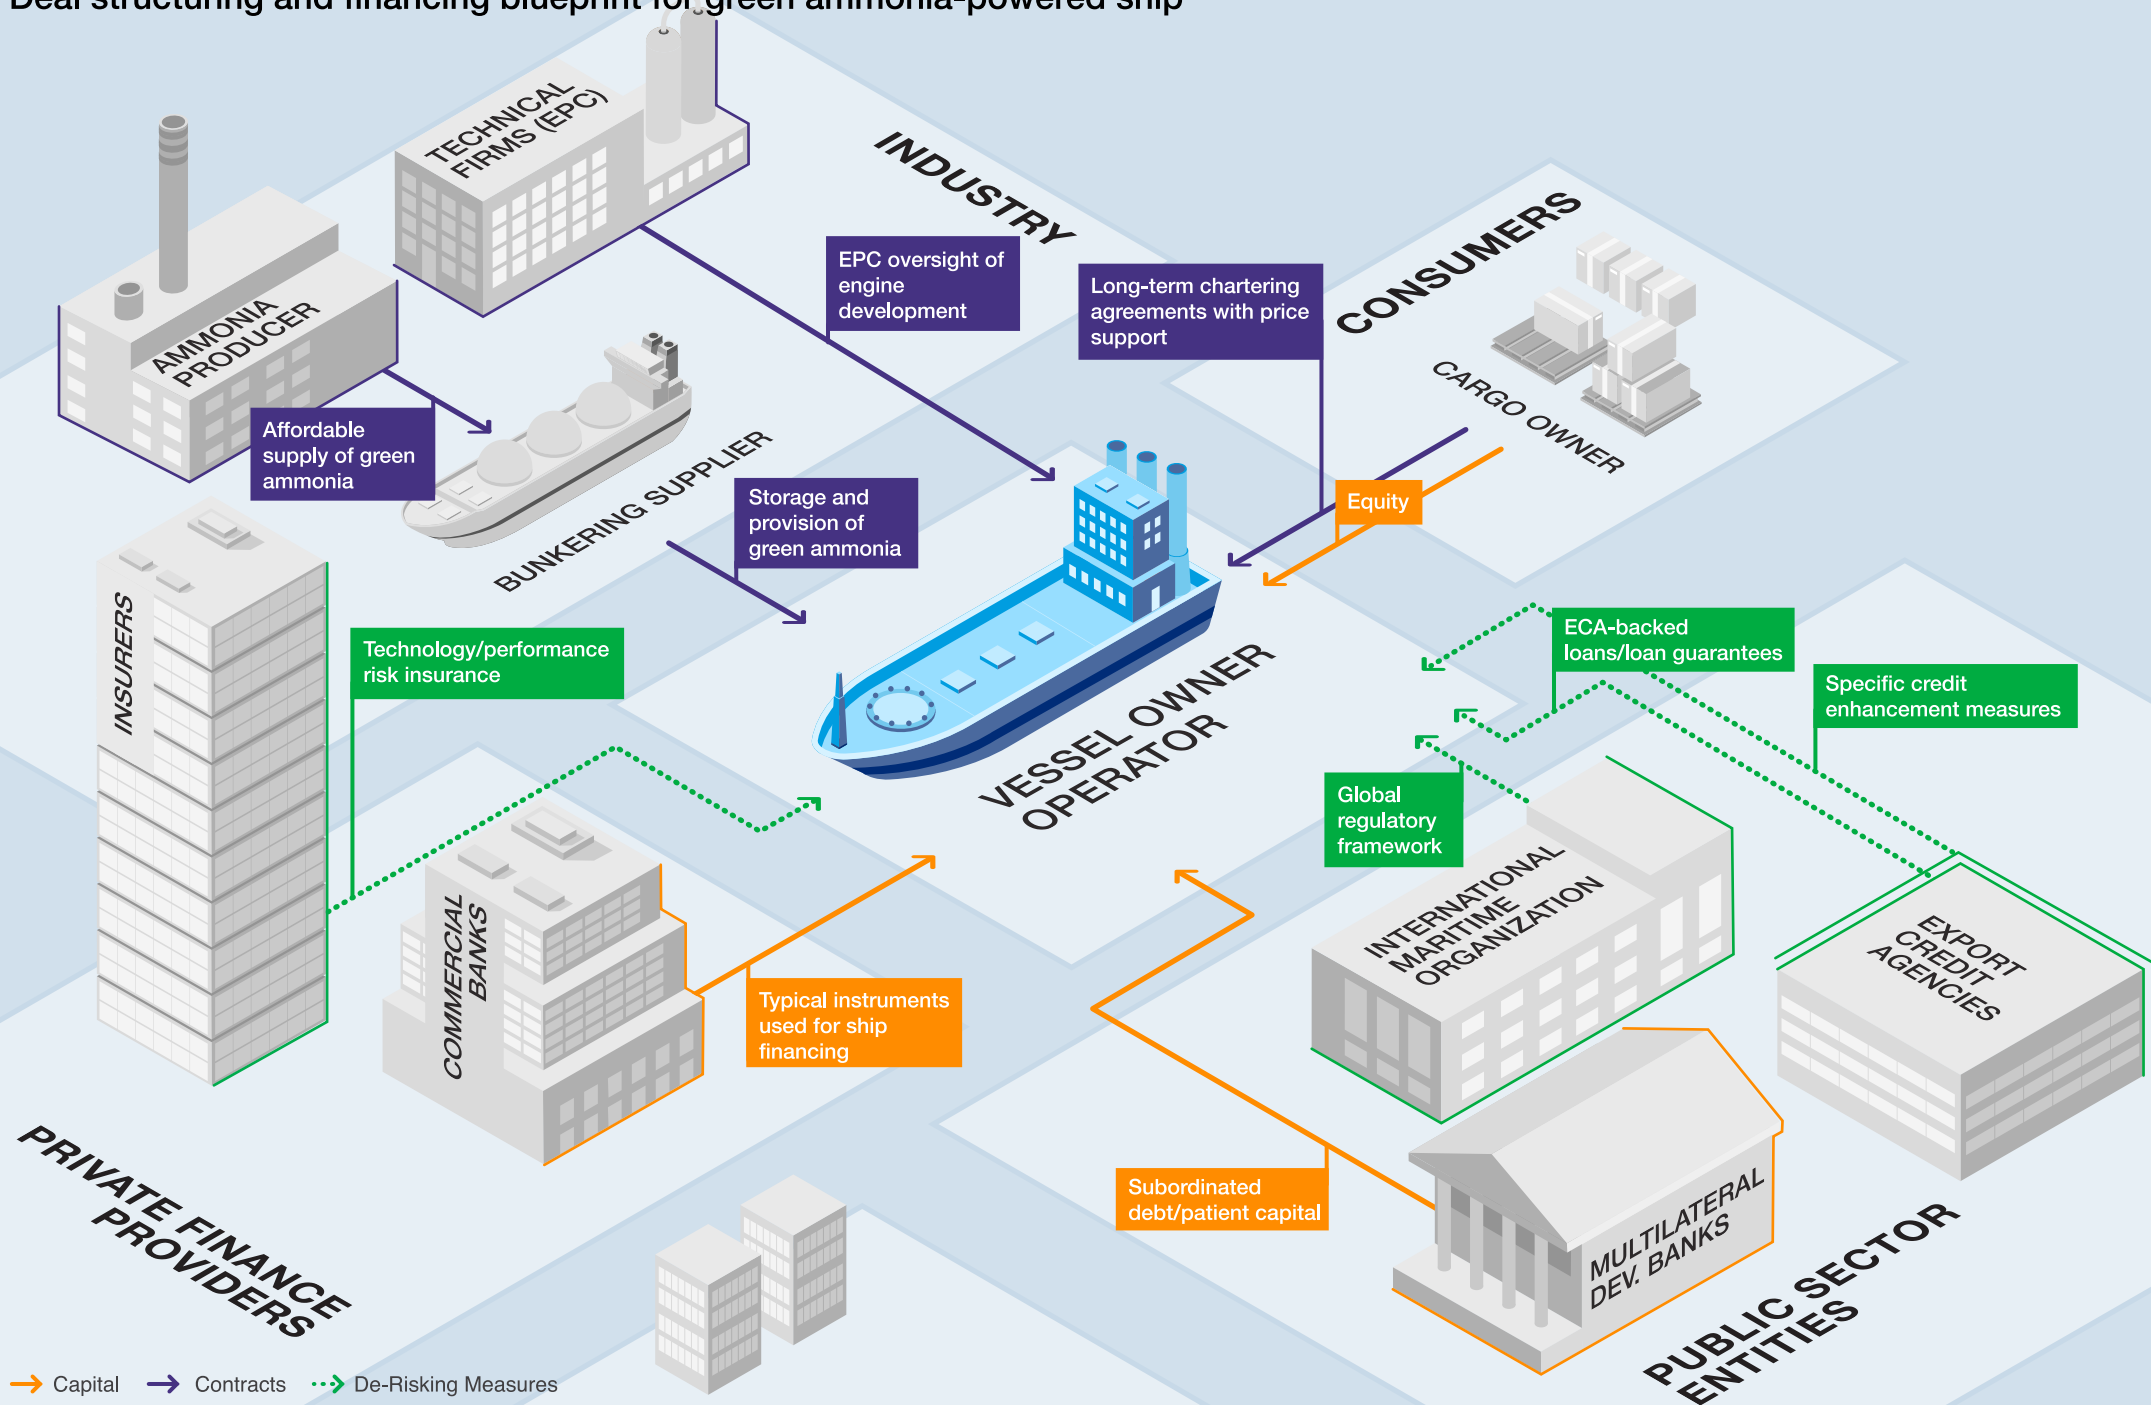 Deal structuring and financing blueprint for green ammonia-powered ship
TECHNICAL
FIRMS (EPC)
INDUSTRY
CONSUMERS
EPC oversight of
engine
development
Long-term chartering
agreements with price
support
AMMONIA
PRODUCER
CARGO OWNER
Affordable
supply of green
ammonia
BUNKERING SUPPLIER
Storage and
provision of
green ammonia
Equity
INSURERS
Technology/performance
risk insurance
ECA-backed
loans/loan guarantees
Specific credit
enhancement measures
VESSEL OWNER
OPERATOR
Global
regulatory
framework
INTERNATIONAL
MARITIME
ORGANIZATION
EXPORT
CREDIT
AGENCIES
COMMERCIAL
BANKS
Typical instruments
used for ship
financing
Subordinated
debt/patient capital
MULTILATERAL
DEV. BANKS
PRIVATE FINANCE
PROVIDERS
PUBLIC SECTOR
ENTITIES
Capital
Contracts
De-Risking Measures